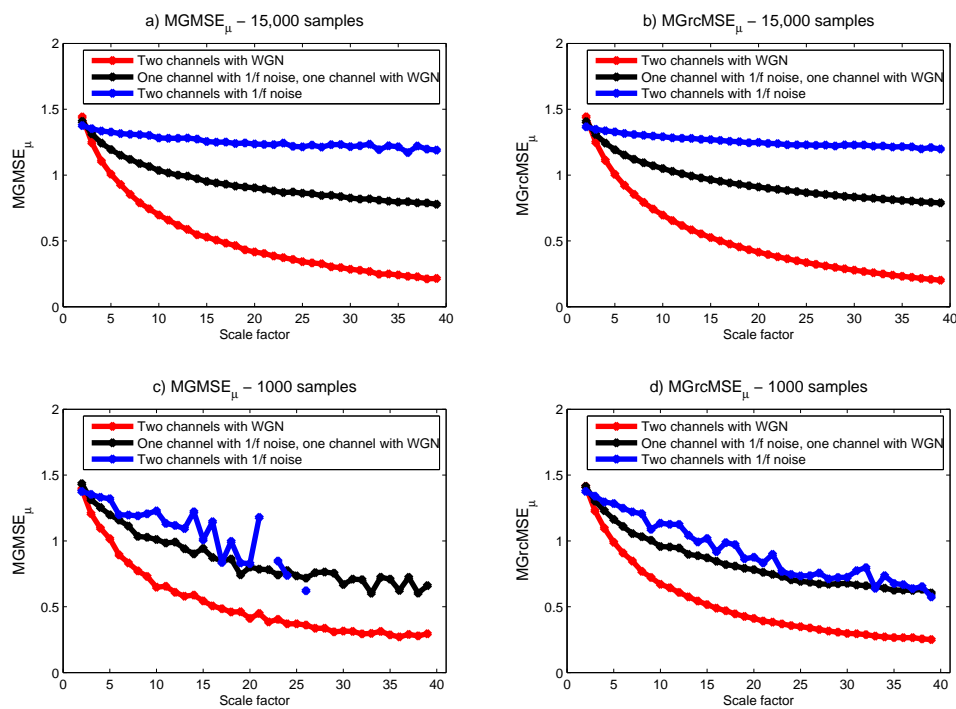 a) MGMSEμ – 15,000 samples
2
1.5
1
0.5
0
MGMSEμ
Two channels with WGN
One channel with 1/f noise, one channel with WGN
Two channels with 1/f noise
0 5 10 15 20 25 30 35 40
Scale factor
b) MGrcMSEμ – 15,000 samples
2
1.5
1
0.5
0
MGrcMSEμ
Two channels with WGN
One channel with 1/f noise, one channel with WGN
Two channels with 1/f noise
0 5 10 15 20 25 30 35 40
Scale factor
c) MGMSEμ – 1000 samples
2
1.5
1
0.5
0
MGMSEμ
Two channels with WGN
One channel with 1/f noise, one channel with WGN
Two channels with 1/f noise
0 5 10 15 20 25 30 35 40
Scale factor
d) MGrcMSEμ – 1000 samples
2
1.5
1
0.5
0
MGrcMSEμ
Two channels with WGN
One channel with 1/f noise, one channel with WGN
Two channels with 1/f noise
0 5 10 15 20 25 30 35 40
Scale factor